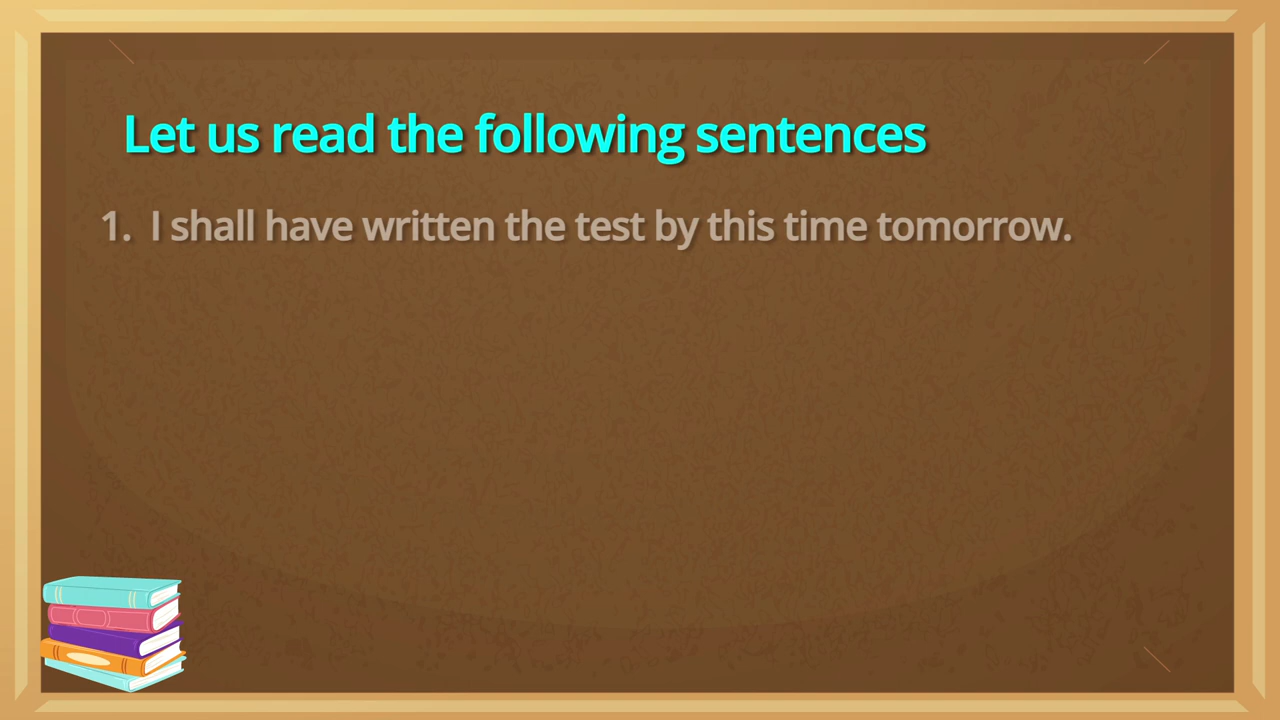 Let us read the following sentences
1. I shall have written the test by this time tomorrow.